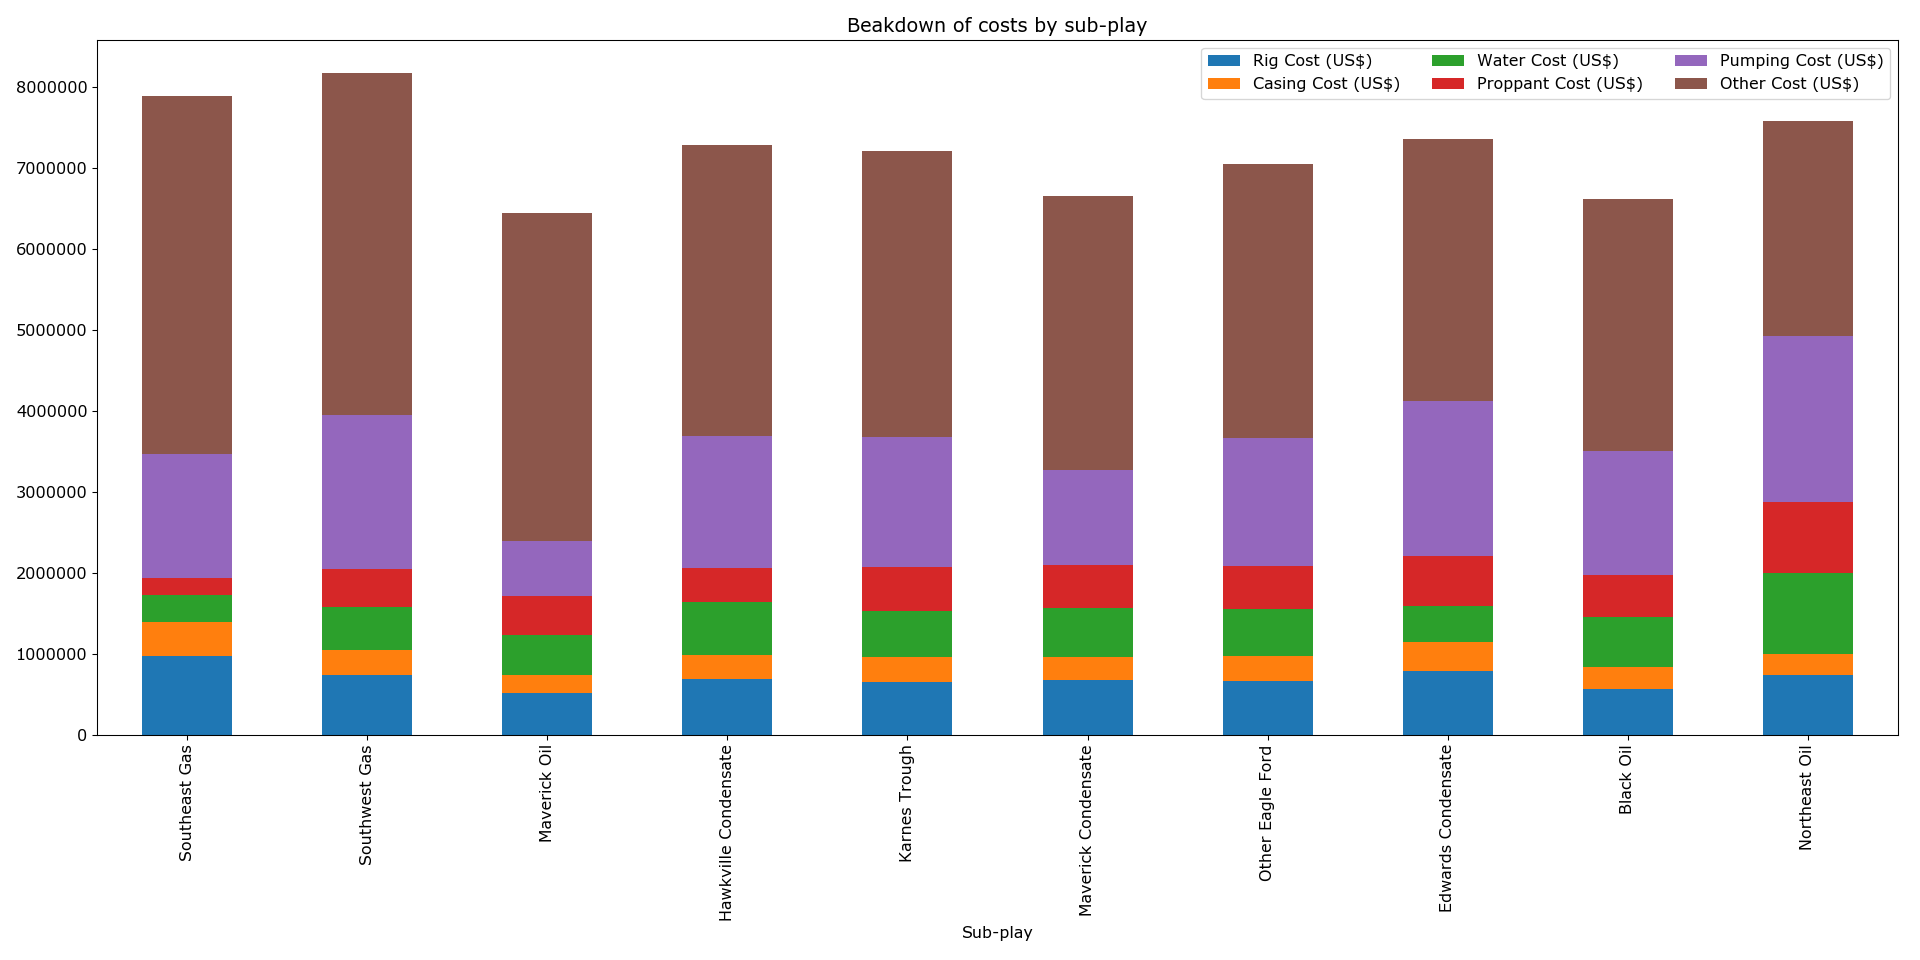 Beakdown of costs by sub-play
Rig Cost (US$)
Casing Cost (US$)
Water Cost (US$)
Proppant Cost (US$)
Pumping Cost (US$)
Other Cost (US$)
8000000
7000000
6000000
5000000
4000000
3000000
2000000
1000000
0
Southeast Gas
Southwest Gas
Maverick Oil
Hawkville Condensate
Karnes Trough
Maverick Condensate
Other Eagle Ford
Edwards Condensate
Black Oil
Northeast Oil
Sub-play